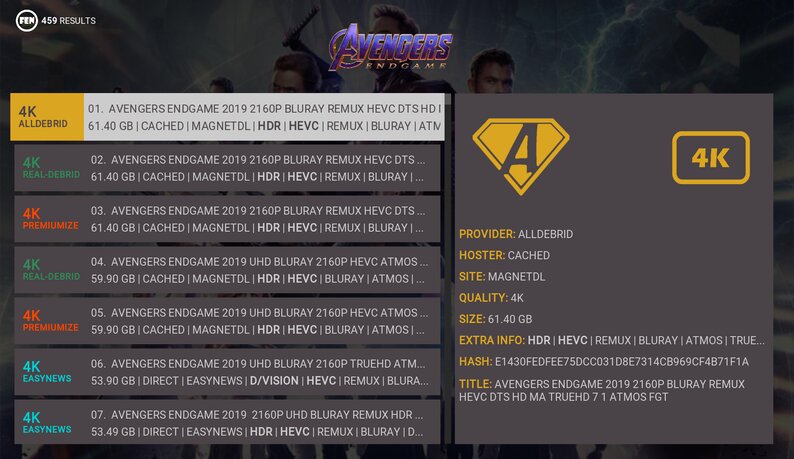 FEN 459 RESULTS
AVENGERS
ENDGAME
4K
ALLDEBRID
01. AVENGERS ENDGAME 2019 2160P BLURAY REMUX HEVC DTS HD
61.40 GB | CACHED | MAGNETDL | HDR | HEVC | REMUX | BLURAY | ATM
4K
REAL-DEBRID
02. AVENGERS ENDGAME 2019 2160P BLURAY REMUX HEVC DTS ...
61.40 GB | CACHED | MAGNETDL | HDR | HEVC | REMUX | BLURAY | ...
4K
PREMIUMIZE
03. AVENGERS ENDGAME 2019 2160P BLURAY REMUX HEVC DTS ...
61.40 GB | CACHED | MAGNETDL | HDR | HEVC | REMUX | BLURAY | ...
4K
REAL-DEBRID
04. AVENGERS ENDGAME 2019 UHD BLURAY 2160P HEVC ATMOS ...
59.90 GB | CACHED | MAGNETDL | HDR | HEVC | BLURAY | ATMOS | ...
4K
PREMIUMIZE
05. AVENGERS ENDGAME 2019 UHD BLURAY 2160P HEVC ATMOS ...
59.90 GB | CACHED | MAGNETDL | HDR | HEVC | BLURAY | ATMOS | ...
4K
EASYNEWS
06. AVENGERS ENDGAME 2019 UHD BLURAY 2160P TRUEHD ATM...
53.90 GB | DIRECT | EASYNEWS | D/VISION | HEVC | REMUX | BLURA...
4K
EASYNEWS
07. AVENGERS ENDGAME 2019 2160P UHD BLURAY REMUX HDR ...
53.49 GB | DIRECT | EASYNEWS | HDR | HEVC | REMUX | BLURAY | D...
A
4K
PROVIDER: ALLDEBRID
HOSTER: CACHED
SITE: MAGNETDL
QUALITY: 4K
SIZE: 61.40 GB
EXTRA INFO: HDR | HEVC | REMUX | BLURAY | ATMOS | TRUE...
HASH: E1430FEDFEE75DCC031D8E7314CB969CF4B71F1A
TITLE: AVENGERS ENDGAME 2019 2160P BLURAY REMUX
HEVC DTS HD MA TRUEHD 7 1 ATMOS FGT